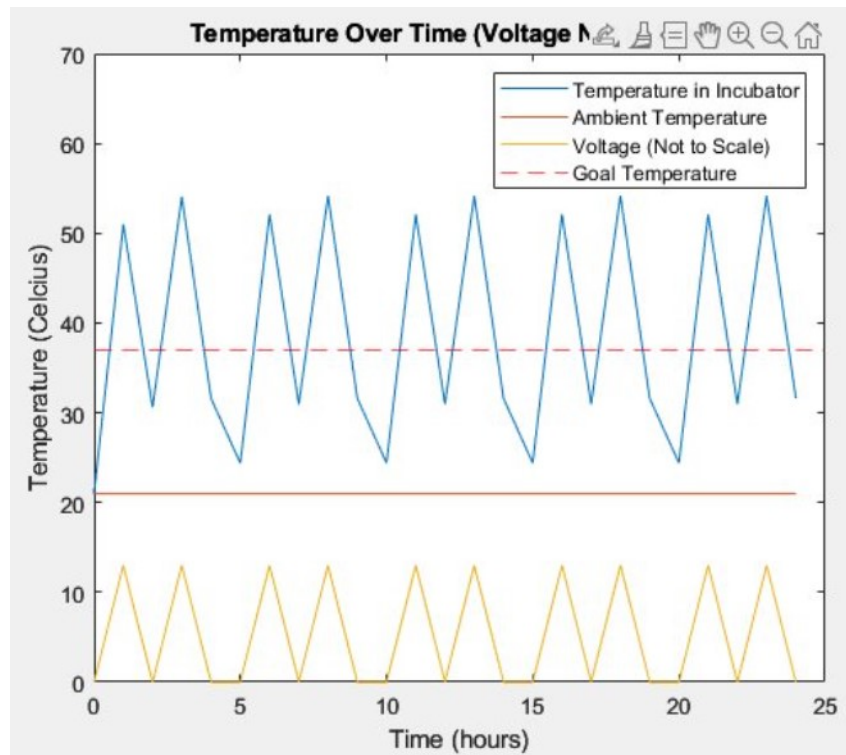 Temperature Over Time (Voltage
70
60
50
40
30
20
10
0
Temperature (Celcius)
Temperature in Incubator
Ambient Temperature
Voltage (Not to Scale)
Goal Temperature
0 5 10 15 20 25
Time (hours)